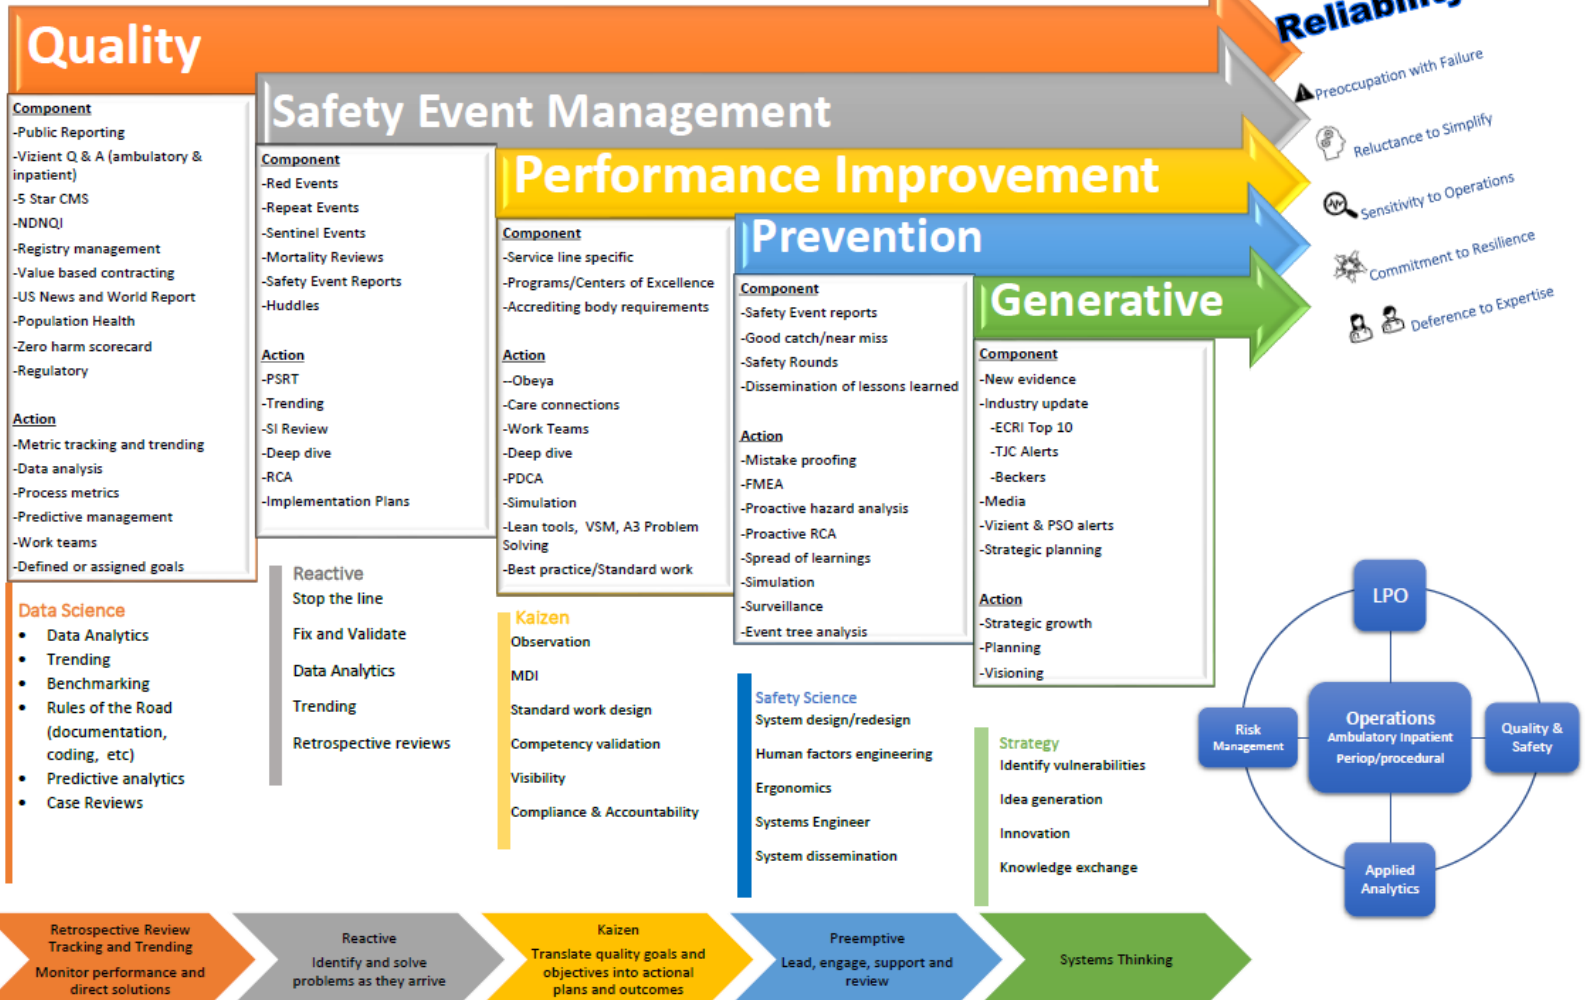 Quality
Component
-Public Reporting
-Vizient Q & A (ambulatory &
inpatient)
-5 Star CMS
-NDNQI
-Registry management
-Value based contracting
-US News and World Report
-Population Health
-Zero harm scorecard
-Regulatory
Action
-Metric tracking and trending
-Data analysis
-Process metrics
-Predictive management
-Work teams
-Defined or assigned goals
Data Science
• Data Analytics
• Trending
• Benchmarking
• Rules of the Road
(documentation,
coding, etc)
• Predictive analytics
• Case Reviews
Safety Event Management
Component
-Red Events
-Repeat Events
-Sentinel Events
-Mortality Reviews
-Safety Event Reports
-Huddles
Action
-PSRT
-Trending
-SI Review
-Deep dive
-RCA
-Implementation Plans
Reactive
Stop the line
Fix and Validate
Data Analytics
Trending
Retrospective reviews
Performance Improvement
Component
-Service line specific
-Programs/Centers of Excellence
-Accrediting body requirements
Action
--Obeya
-Care connections
-Work Teams
-Deep dive
-PDCA
-Simulation
-Lean tools, VSM, A3 Problem
Solving
-Best practice/Standard work
Kaizen
Observation
MDI
Standard work design
Competency validation
Visibility
Compliance & Accountability
Prevention
Component
-Safety Event reports
-Good catch/near miss
-Safety Rounds
-Dissemination of lessons learned
Action
-Mistake proofing
-FMEA
-Proactive hazard analysis
-Proactive RCA
-Spread of learnings
-Simulation
-Surveillance
-Event tree analysis
Safety Science
System design/redesign
Human factors engineering
Ergonomics
Systems Engineer
System dissemination
Generative
Component
-New evidence
-Industry update
-ECRI Top 10
-TJC Alerts
-Beckers
-Media
-Vizient & PSO alerts
-Strategic planning
Action
-Strategic growth
-Planning
-Visioning
Strategy
Identify vulnerabilities
Idea generation
Innovation
Knowledge exchange
Reliability
Preoccupation with Failure
Reluctance to Simplify
Sensitivity to Operations
Commitment to Resilience
Deference to Expertise
LPO
Risk
Management
Operations
Ambulatory Inpatient
Periop/procedural
Quality &
Safety
Applied
Analytics
Retrospective Review
Tracking and Trending
Monitor performance and
direct solutions
Reactive
Identify and solve
problems as they arrive
Kaizen
Translate quality goals and
objectives into actional
plans and outcomes
Preemptive
Lead, engage, support and
review
Systems Thinking